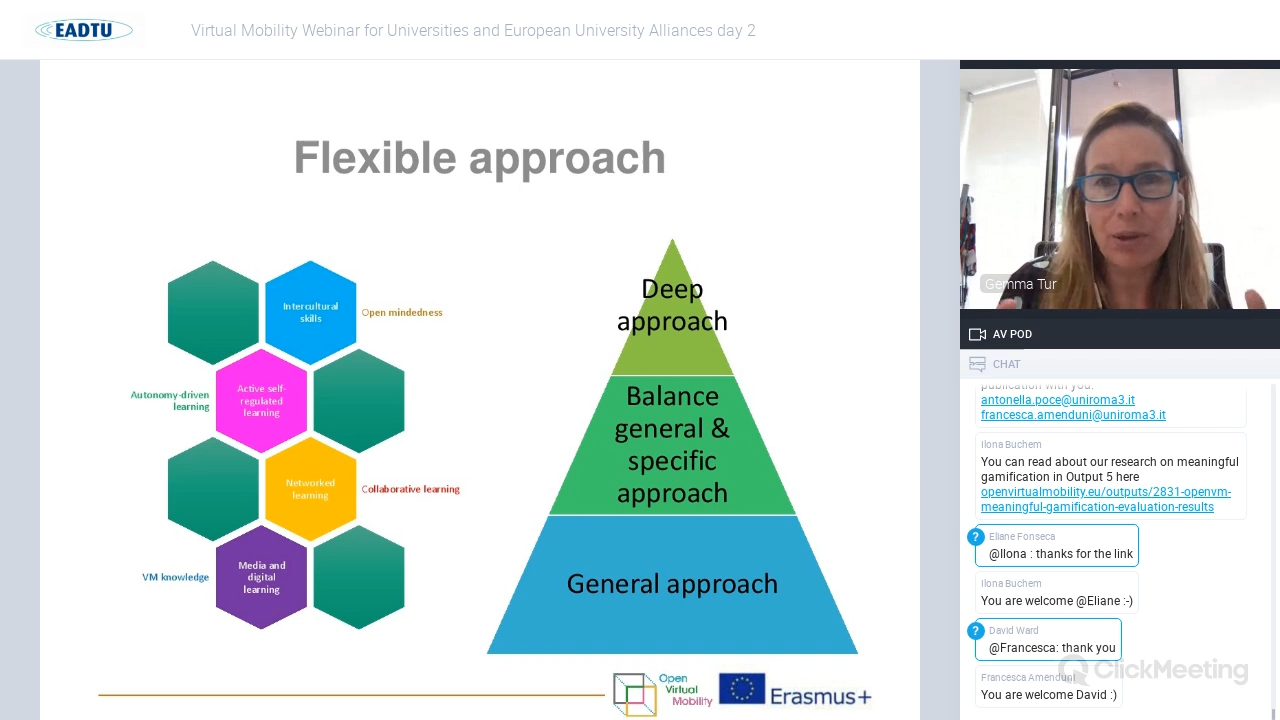 EADTU
Virtual Mobility Webinar for Universities and European University Alliances day 2
Flexible approach
Intercultural
skills
Open mindedness
Autonomy-driven
learning
Active self-
regulated
learning
Networked
learning
Collaborative learning
VM knowledge
Media and
digital
learning
Deep
approach
Balance
general &
specific
approach
General approach
Open
Virtual
Mobility
Erasmus+
Gemma Tur
AV POD
CHAT
publication with you:
antonella.poce@uniroma3.it
francesca.amenduni@uniroma3.it
Ilona Buchem
You can read about our research on meaningful
gamification in Output 5 here
openvirtualmobility.eu/outputs/2831-openvm-
meaningful-gamification-evaluation-results
?
Eliane Fonseca
@Ilona : thanks for the link
Ilona Buchem
You are welcome @Eliane :-)
?
David Ward
@Francesca: thank you
ClickMeeting
Francesca Amenduni
You are welcome David :)